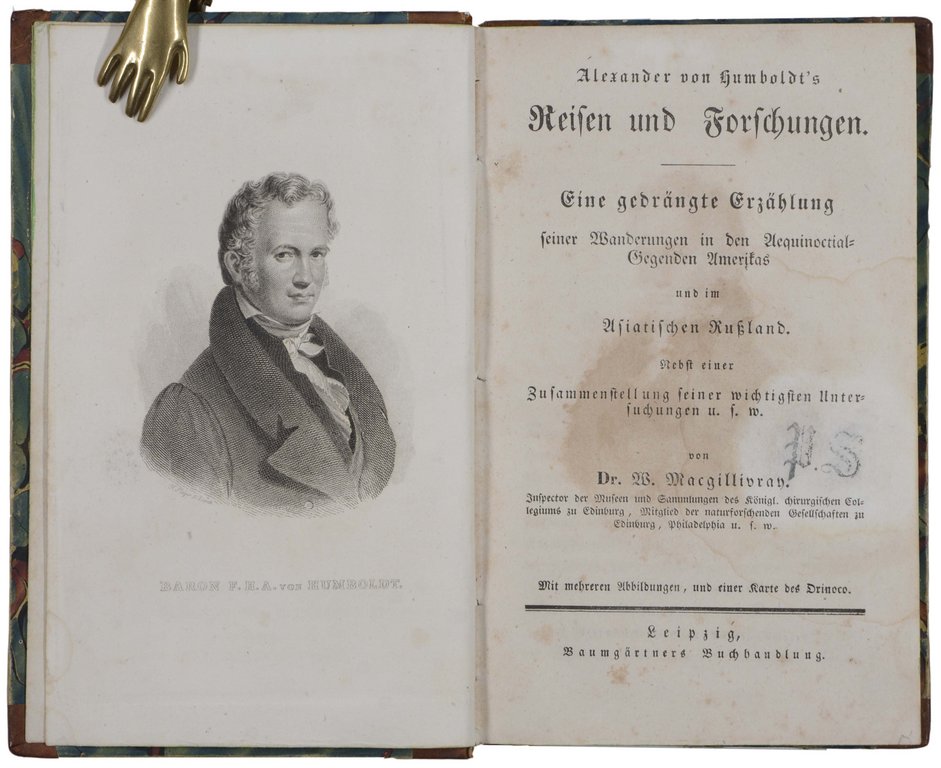 BARON F. H. A. von HUMBOLDT.
Alexander von Humboldt's
Reisen und Forschungen.
Eine gedrängte Erzählung
seiner Wanderungen in den Aequinoctial-
Gegenden Amerikas
und im
Asiatischen Rußland.
Nebst einer
Zusammenstellung seiner wichtigsten Unter-
suchungen u. s. w.
von
P. S
Dr. W. Macgillivray.
Inspector der Museen und Sammlungen des Königl. chirurgischen Col-
legiums zu Edinburg, Mitglied der naturforschenden Gesellschaften zu
Edinburg, Philadelphia u. s. w.
Mit mehreren Abbildungen, und einer Karte des Orinoco.
Leipzig,
Baumgärtners Buchhandlung.